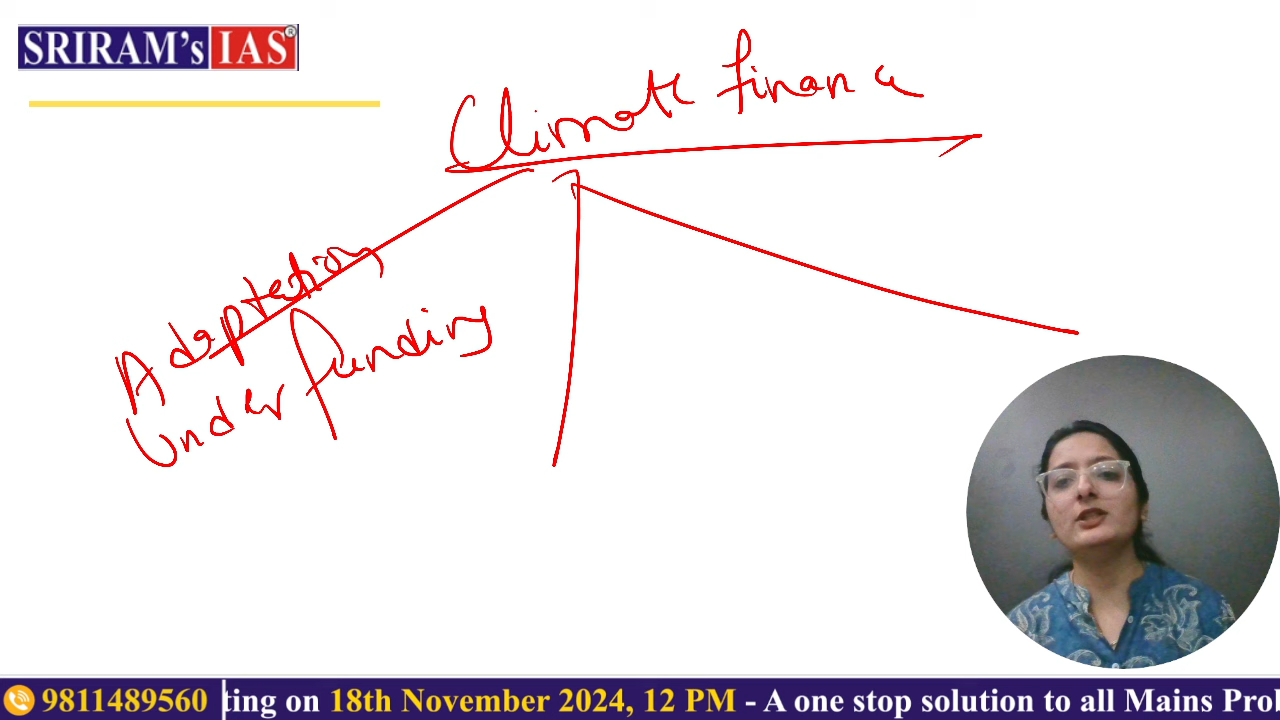 SRIRAM's IAS®
Climate finance
Adaptation
Under funding
9811489560 ting on 18th November 2024, 12 PM - A one stop solution to all Mains Pro